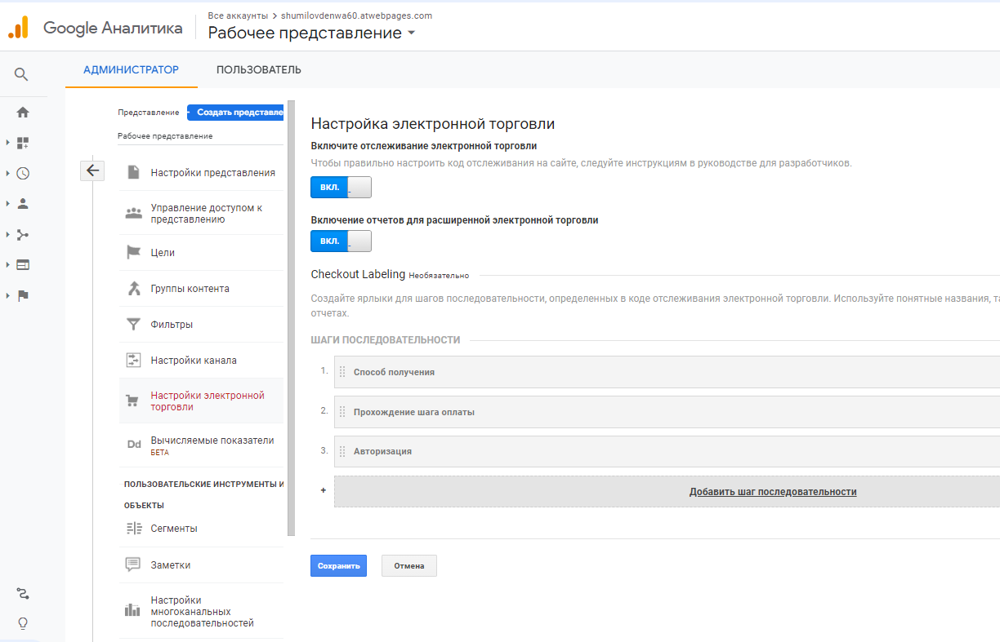 Google Аналитика
Все аккаунты > shumilovdenwa60.atwebpages.com
Рабочее представление
АДМИНИСТРАТОР
ПОЛЬЗОВАТЕЛЬ
Представление
Создать представле
Рабочее представление
Настройки представления
Управление доступом к
представлению
Цели
Группы контента
Фильтры
Настройки канала
Настройки электронной
торговли
Dd
Вычисляемые показатели
БЕТА
ПОЛЬЗОВАТЕЛЬСКИЕ ИНСТРУМЕНТЫ И
ОБЪЕКТЫ
Сегменты
Заметки
Настройки
многоканальных
последовательностей
Настройка электронной торговли
Включите отслеживание электронной торговли
Чтобы правильно настроить код отслеживания на сайте, следуйте инструкциям в руководстве для разработчиков.
ВКЛ.
Включение отчетов для расширенной электронной торговли
ВКЛ.
Checkout Labeling Необязательно
Создайте ярлыки для шагов последовательности, определенных в коде отслеживания электронной торговли. Используйте понятные названия, та
отчетах.
ШАГИ ПОСЛЕДОВАТЕЛЬНОСТИ
1. Способ получения
2. Прохождение шага оплаты
3. Авторизация
+ Добавить шаг последовательности
Сохранить
Отмена